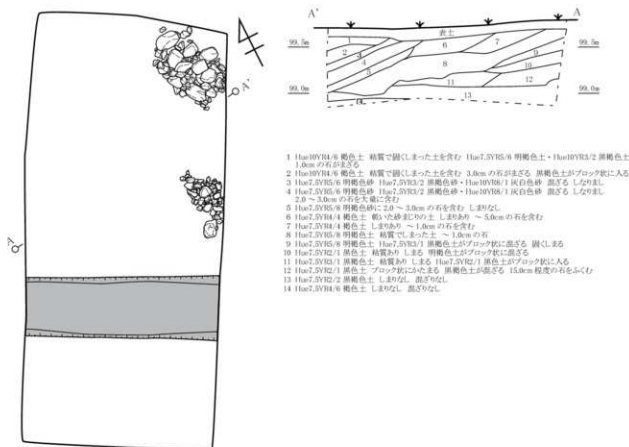 A'
A
表土
99.5m
99.5m
99.0m
99.0m
1
2
3
4
5
6
7
8
9
10
11
12
13
14
A'
1 Hue10YR4/6 褐色土 粘質で固くしまった土を含む Hue7.5YR5/6 明褐色土・Hue10YR3/2 黒褐色土
1.0cm の石がまざる
2 Hue10YR4/6 褐色土 粘質で固くしまった土を含む 3.0cm の石がまざる 黒褐色土がブロック状に入る
3 Hue7.5YR5/6 明褐色砂 Hue7.5YR3/2 黒褐色砂・Hue10YR8/1 灰白色砂 混ざる しなりまし
4 Hue7.5YR5/6 明褐色砂 Hue7.5YR3/2 黒褐色砂・Hue10YR8/1 灰白色砂 混ざる しなりまし
2.0 ～ 3.0cm の石を大量に含む
5 Hue7.5YR5/6 明褐色砂に 2.0 ～ 3.0cm の石を含む しまりなし
6 Hue7.5YR4/4 褐色土 乾いた砂まじりの土 しまりあり ～ 5.0cm の石を含む
7 Hue7.5YR4/4 褐色土 しまりあり ～ 1.0cm の石を含む
8 Hue7.5YR5/8 明褐色土 粘質でしまった土 ～ 1.0cm の石
9 Hue7.5YR5/8 明褐色土 Hue7.5YR3/1 黒褐色土がブロック状に混ざる 固くしまる
10 Hue7.5YR2/1 黒色土 粘質あり しまる 明褐色土がブロック状に混ざる
11 Hue7.5YR3/1 黒褐色土 粘質あり しまる Hue7.5YR2/1 黒色土がブロック状に入る
12 Hue7.5YR2/1 黒色土 ブロック状にかたまる 黒褐色土が混ざる 15.0cm 程度の石をふくむ
13 Hue7.5YR2/2 黒褐色土 しまりなし 混ざりなし
14 Hue7.5YR4/6 褐色土 しまりなし 混ざりなし